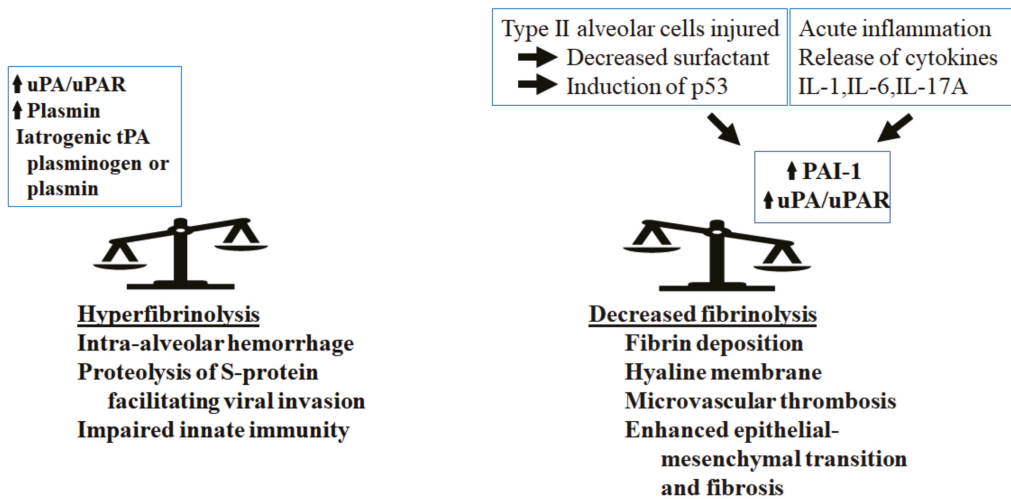 ⬆ uPA/uPAR
⬆ Plasmin
Iatrogenic tPA
plasminogen or
plasmin
Hyperfibrinolysis
Intra-alveolar hemorrhage
Proteolysis of S-protein
facilitating viral invasion
Impaired innate immunity
Type II alveolar cells injured
➡ Decreased surfactant
➡ Induction of p53
Acute inflammation
Release of cytokines
IL-1,IL-6,IL-17A
⬆ PAI-1
⬆ uPA/uPAR
Decreased fibrinolysis
Fibrin deposition
Hyaline membrane
Microvascular thrombosis
Enhanced epithelial-
mesenchymal transition
and fibrosis